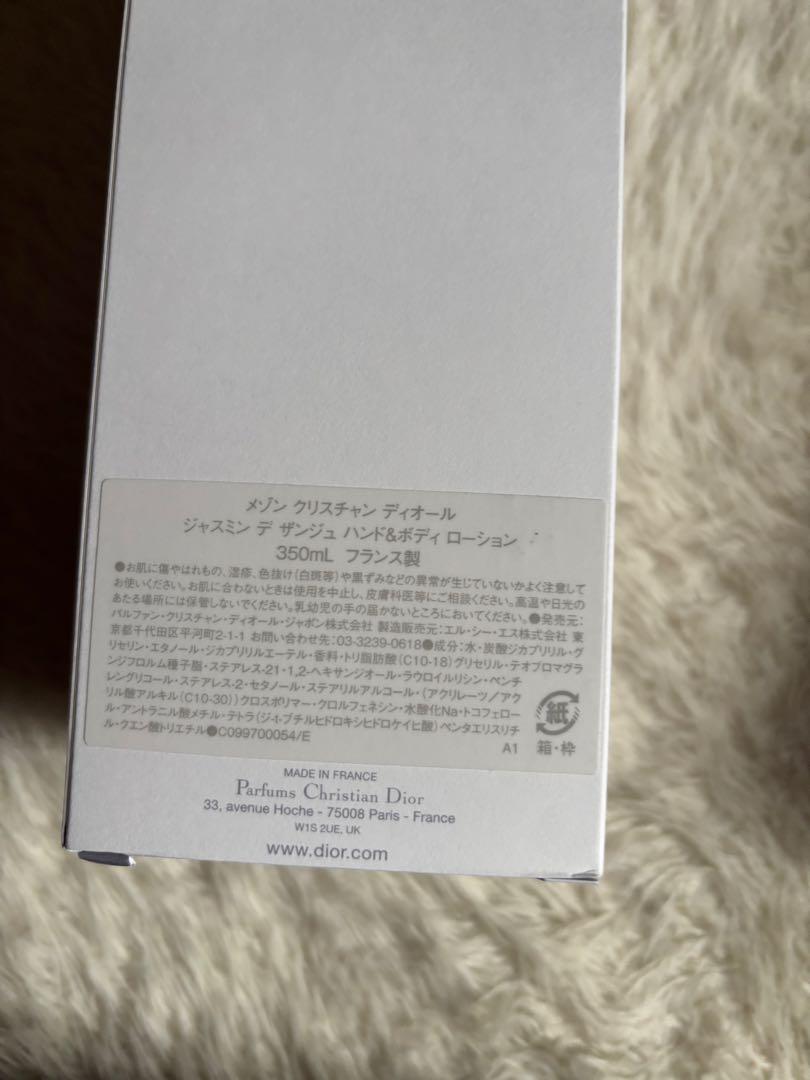 メゾン クリスチャン ディオール
ジャスミン デ ザンジュ ハンド&ボディ ローション
350mL フランス製
●お肌に傷やはれもの、湿疹、色抜け(白斑等)や黒ずみなどの異常が生じていないかよく注意して
お使いください。お肌に合わないときは使用を中止し、皮膚科医等にご相談ください。高温や日光の
あたる場所には保管しないでください。乳幼児の手の届かないところにおいてください。●発売元:
パルファン・クリスチャン・ディオール・ジャポン株式会社 製造販売元:エル・シー・エス株式会社 東
京都千代田区平河町2-1-1 お問い合わせ先:03-3239-0618●成分:水・炭酸ジカプリリル・グ
リセリン・エタノール・ジカプリリルエーテル・香料・トリ脂肪酸(C10-18)グリセリル・テオブロマグラ
ンジフロルム種子脂・ステアレス-21・1,2-ヘキサンジオール・ラウロイルリシン・ペンチ
レングリコール・ステアレス-2・セタノール・ステアリルアルコール・(アクリレーツ/アク
リル酸アルキル(C10-30))クロスポリマー・クロルフェネシン・水酸化Na・トコフェロー
ル・アントラニル酸メチル・テトラ(ジ-t-ブチルヒドロキシヒドロケイヒ酸)ペンタエリスリチ
ル・クエン酸トリエチル●C099700054/E
A1
紙
箱・枠
MADE IN FRANCE
Parfums Christian Dior
33, avenue Hoche - 75008 Paris - France
W1S 2UE, UK
www.dior.com